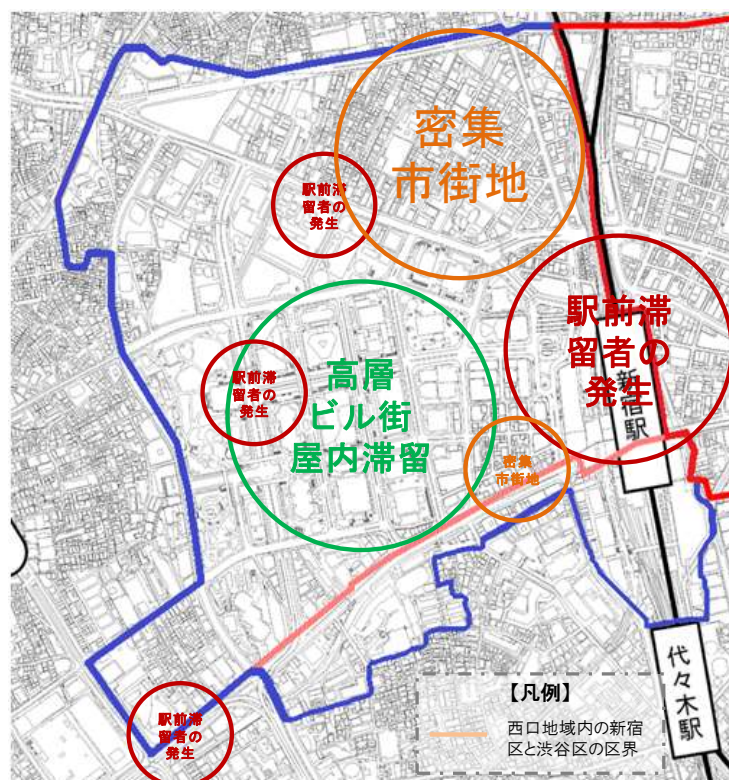 密集
市街地
駅前滞
留者の
発生
駅前滞
留者の
発生
新宿駅
高層
ビル街
屋内滞留
駅前滞
留者の
発生
密集
市街地
代々木駅
【凡例】
西口地域内の新宿
区と渋谷区の区界
駅前滞
留者の
発生